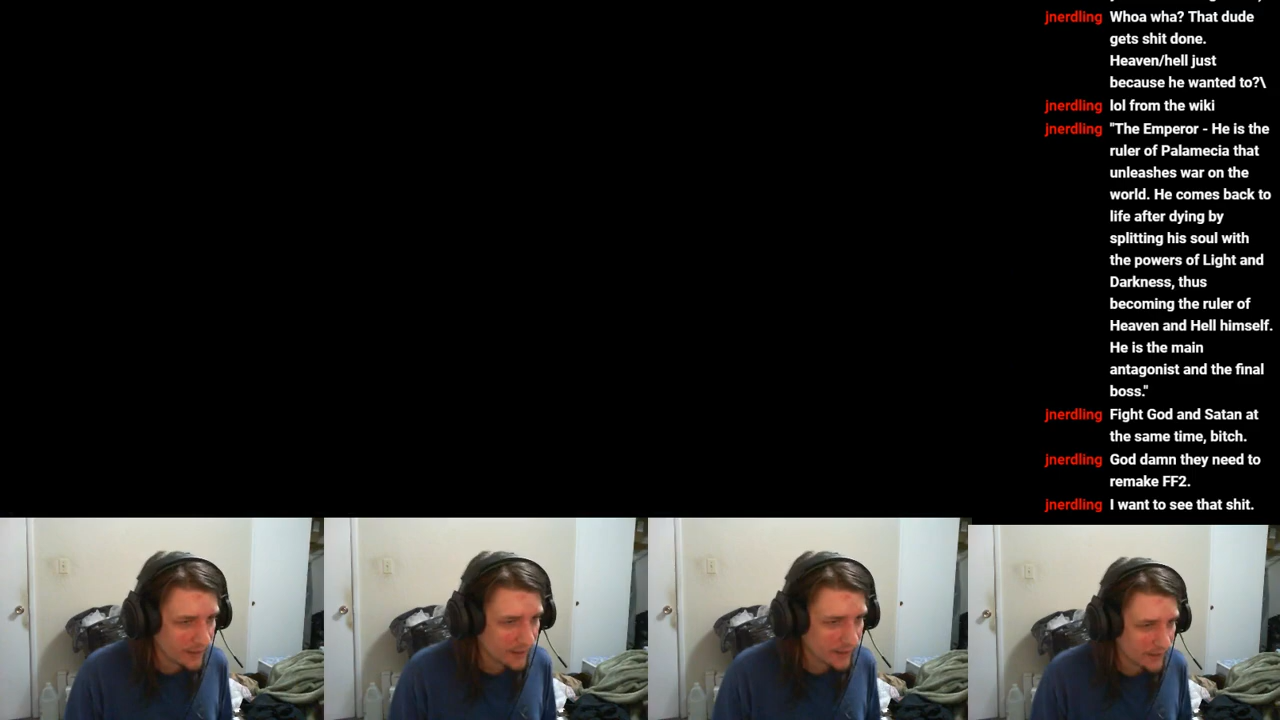 jnerdling Whoa wha? That dude
gets shit done.
Heaven/hell just
because he wanted to?\
jnerdling lol from the wiki
jnerdling "The Emperor - He is the
ruler of Palamecia that
unleashes war on the
world. He comes back to
life after dying by
splitting his soul with
the powers of Light and
Darkness, thus
becoming the ruler of
Heaven and Hell himself.
He is the main
antagonist and the final
boss."
jnerdling Fight God and Satan at
the same time, bitch.
jnerdling God damn they need to
remake FF2.
jnerdling I want to see that shit.